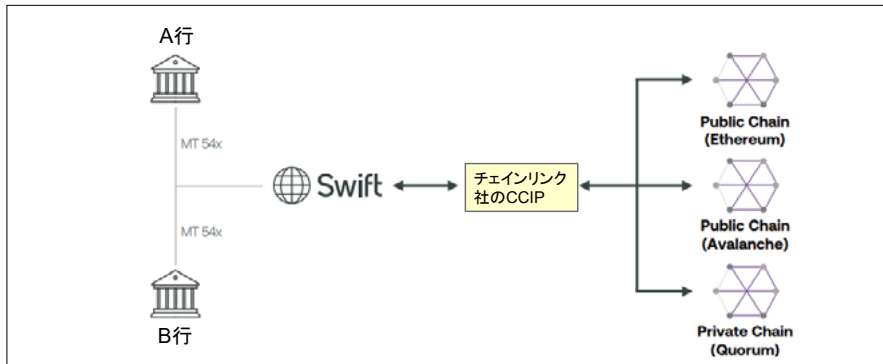 A行
MT 54x
Swift
チェインリンク
社のCCIP
MT 54x
B行
Public Chain
(Ethereum)
Public Chain
(Avalanche)
Private Chain
(Quorum)